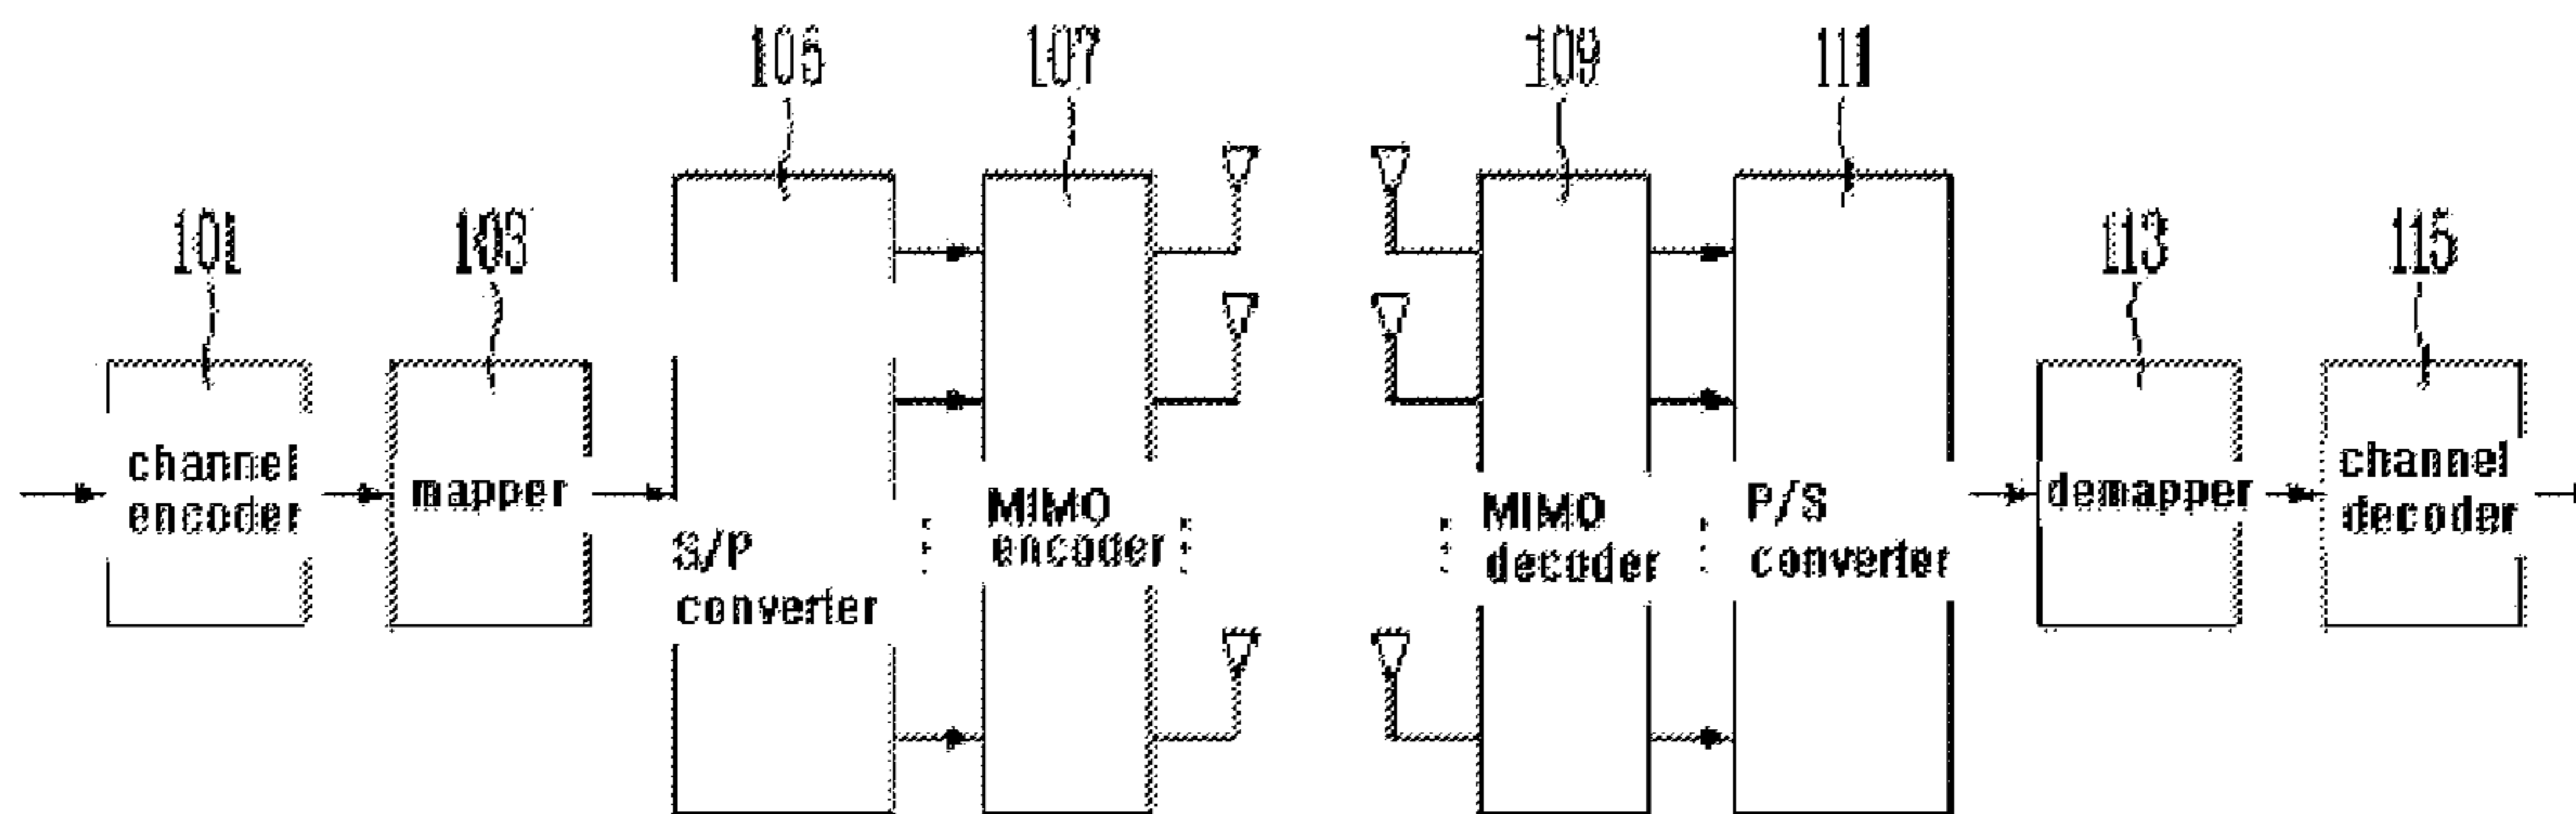 105
107
109
111
101
103
113
115
channel
encoder
mapper
S/P
converter
MIMO
encoder
MIMO
decoder
P/S
converter
demapper
channel
decoder